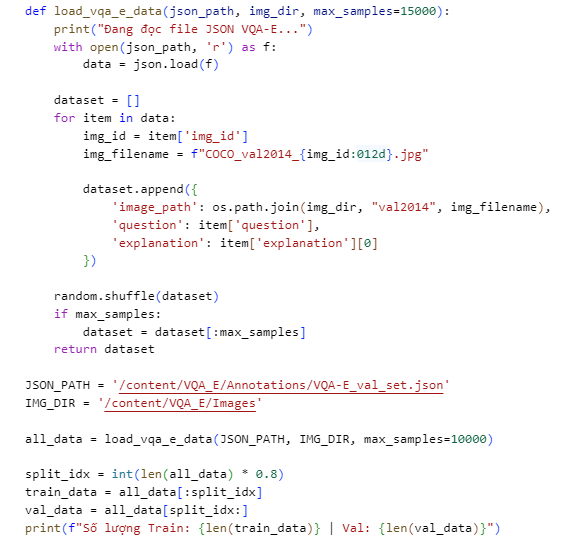 def load_vqa_e_data(json_path, img_dir, max_samples=15000):
    print("Đang đọc file JSON VQA-E...")
    with open(json_path, 'r') as f:
        data = json.load(f)

    dataset = []
    for item in data:
        img_id = item['img_id']
        img_filename = f"COCO_val2014_{img_id:012d}.jpg"

        dataset.append({
            'image_path': os.path.join(img_dir, "val2014", img_filename),
            'question': item['question'],
            'explanation': item['explanation'][0]
        })

    random.shuffle(dataset)
    if max_samples:
        dataset = dataset[:max_samples]
    return dataset

JSON_PATH = '/content/VQA_E/Annotations/VQA-E_val_set.json'
IMG_DIR = '/content/VQA_E/Images'

all_data = load_vqa_e_data(JSON_PATH, IMG_DIR, max_samples=10000)

split_idx = int(len(all_data) * 0.8)
train_data = all_data[:split_idx]
val_data = all_data[split_idx:]
print(f"Số lượng Train: {len(train_data)} | Val: {len(val_data)}")